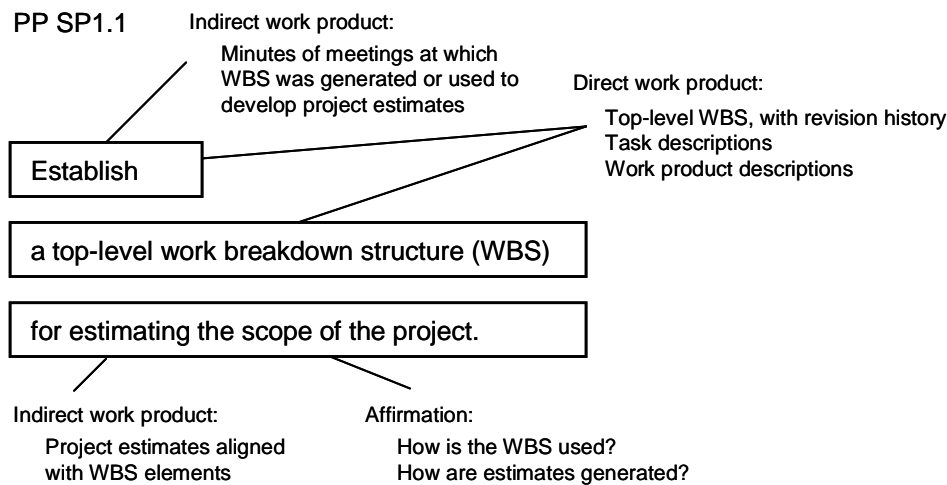 PP SP1.1
Indirect work product:
Minutes of meetings at which
WBS was generated or used to
develop project estimates
Direct work product:
Top-level WBS, with revision history
Task descriptions
Work product descriptions
Establish
a top-level work breakdown structure (WBS)
for estimating the scope of the project.
Indirect work product:
Project estimates aligned
with WBS elements
Affirmation:
How is the WBS used?
How are estimates generated?